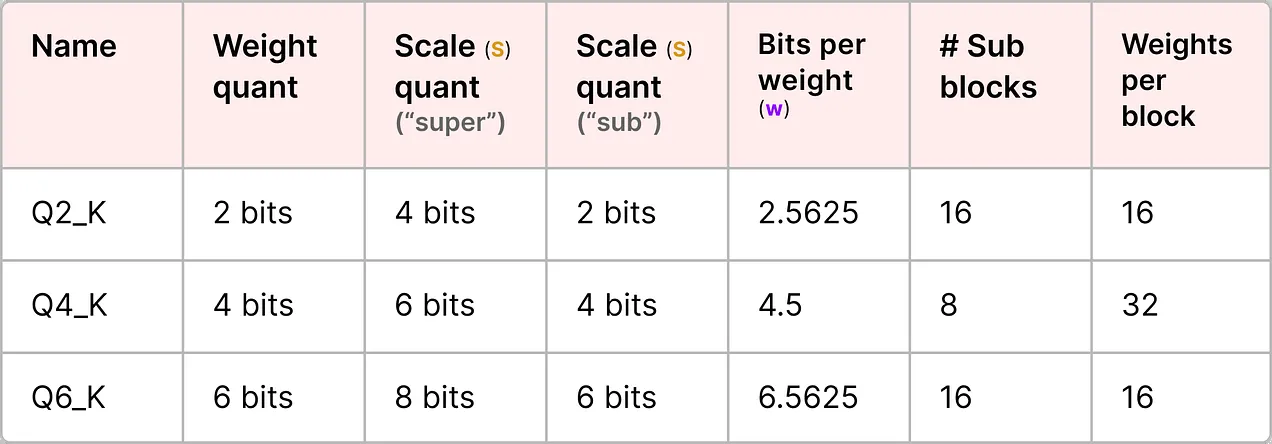 Name
Weight
quant
Scale (S)
quant
(“super”)
Scale (S)
quant
(“sub”)
Bits per
weight
(w)
# Sub
blocks
Weights
per
block
Q2_K 2 bits 4 bits 2 bits 2.5625 16 16
Q4_K 4 bits 6 bits 4 bits 4.5 8 32
Q6_K 6 bits 8 bits 6 bits 6.5625 16 16